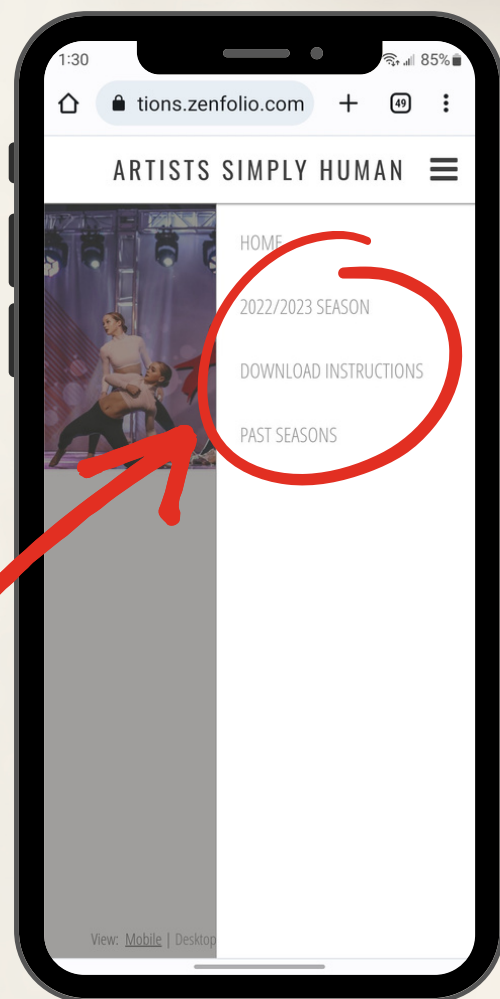 1:30
85%
tions.zenfolio.com
49
ARTISTS SIMPLY HUMAN
HOME
2022/2023 SEASON
DOWNLOAD INSTRUCTIONS
PAST SEASONS
View: Mobile | Desktop